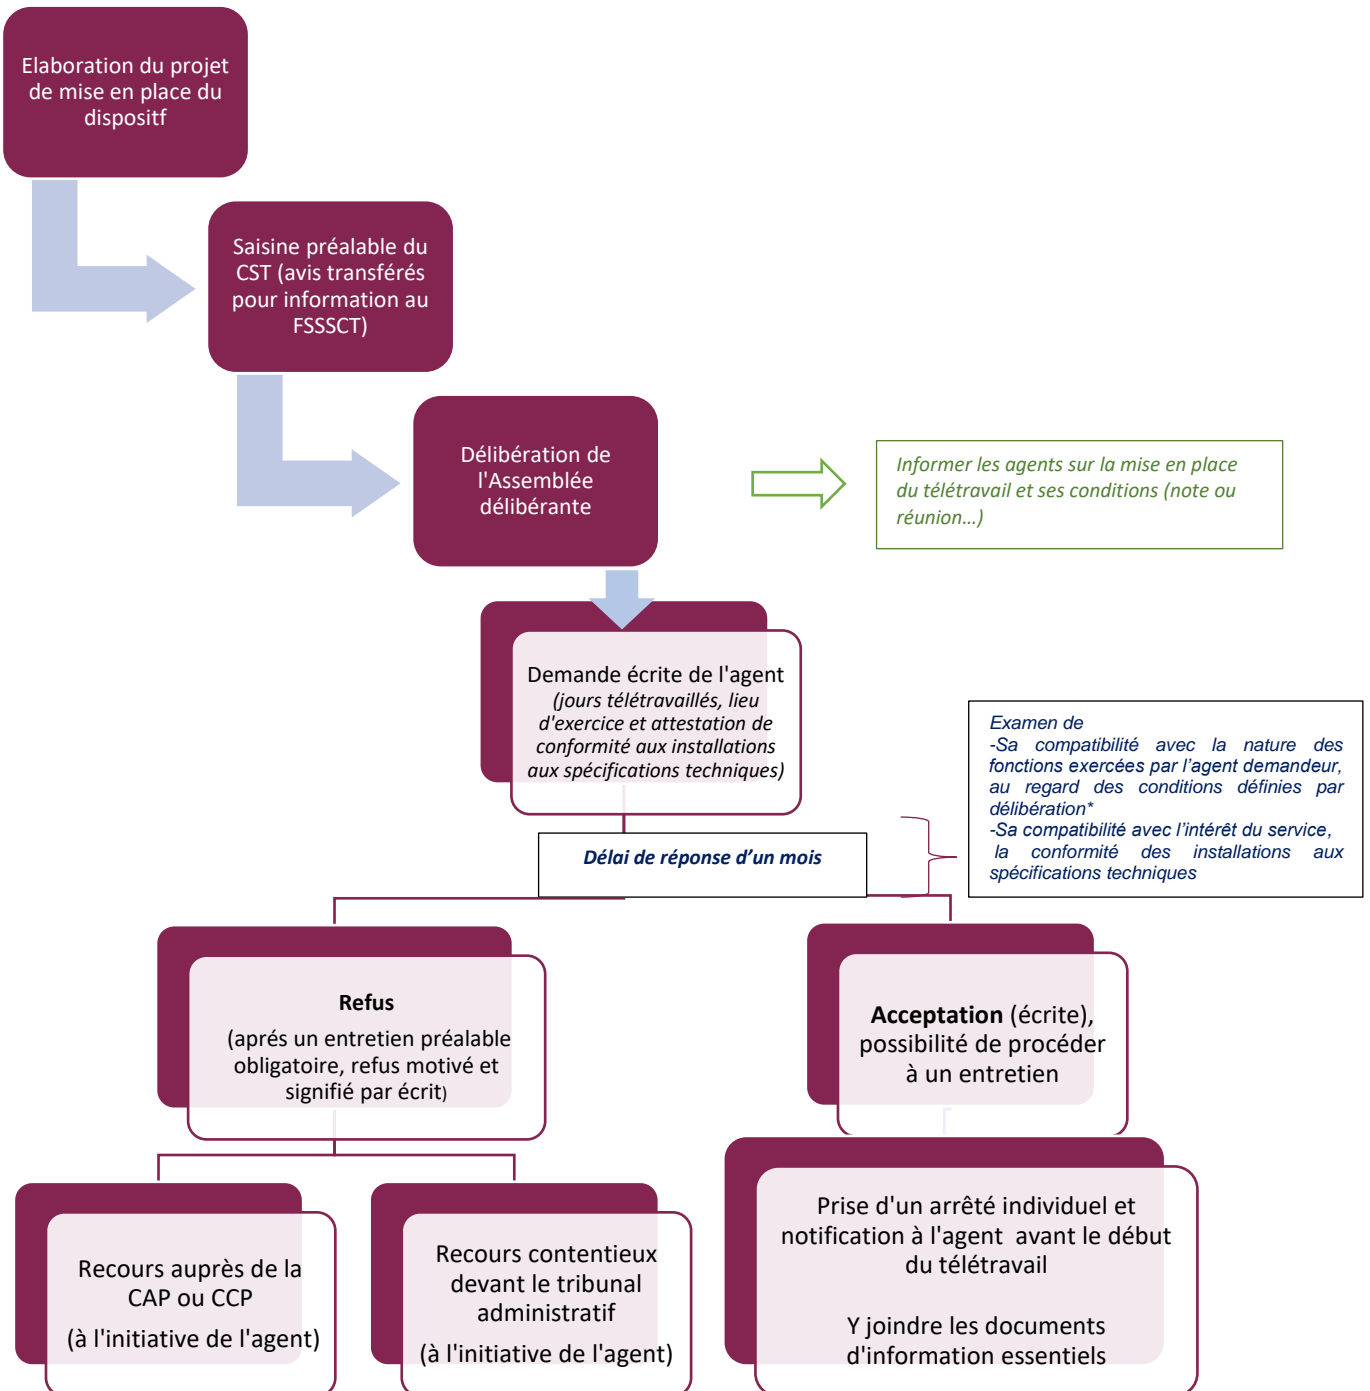 Elaboration du projet
de mise en place du
dispositf
Saisine préalable du
CST (avis transférés
pour information au
FSSSCT)
Délibération de
l'Assemblée
délibérante
Informer les agents sur la mise en place
du télétravail et ses conditions (note ou
réunion…)
Demande écrite de l'agent
(jours télétravaillés, lieu
d'exercice et attestation de
conformité aux installations
aux spécifications techniques)
Examen de
-Sa compatibilité avec la nature des
fonctions exercées par l’agent demandeur,
au regard des conditions définies par
délibération*
-Sa compatibilité avec l’intérêt du service,
la conformité des installations aux
spécifications techniques
Délai de réponse d’un mois
Refus
(aprés un entretien préalable
obligatoire, refus motivé et
signifié par écrit)
Acceptation (écrite),
possibilité de procéder
à un entretien
Recours auprès de la
CAP ou CCP
(à l'initiative de l'agent)
Recours contentieux
devant le tribunal
administratif
(à l'initiative de l'agent)
Prise d'un arrêté individuel et
notification à l'agent avant le début
du télétravail
Y joindre les documents
d'information essentiels